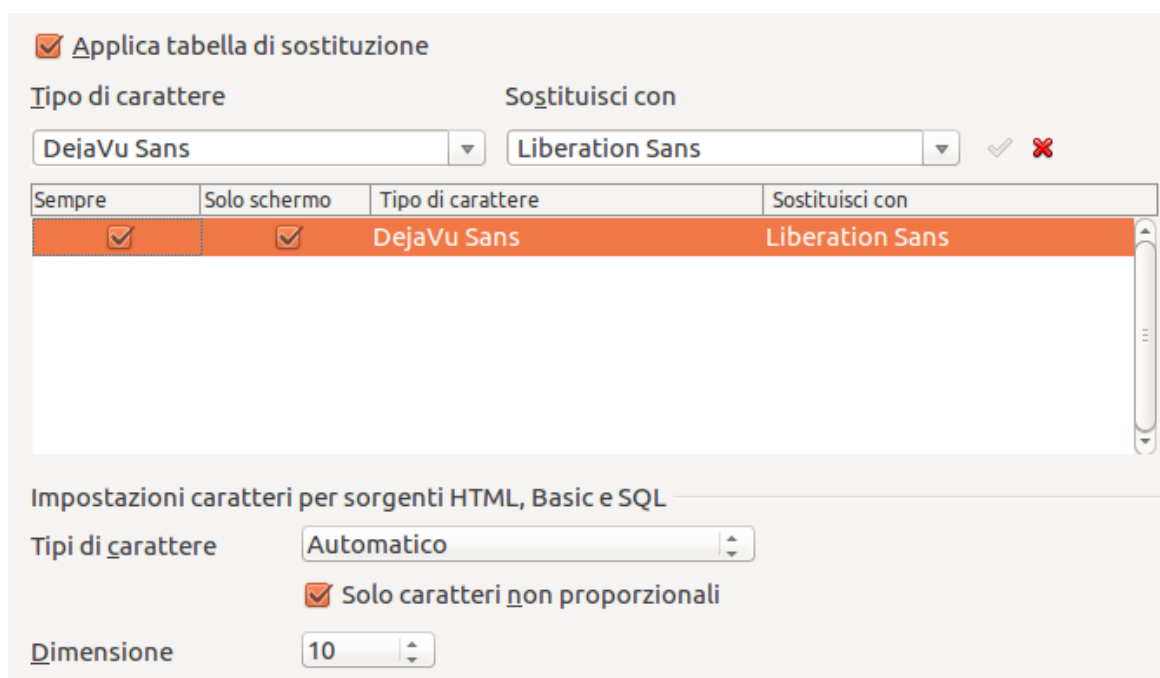 Applica tabella di sostituzione
Tipo di carattere Sostituisci con
DejaVu Sans Liberation Sans
Sempre Solo schermo Tipo di carattere Sostituisci con
DejaVu Sans Liberation Sans
Impostazioni caratteri per sorgenti HTML, Basic e SQL
Tipi di carattere Automatico
Solo caratteri non proporzionali
Dimensione 10